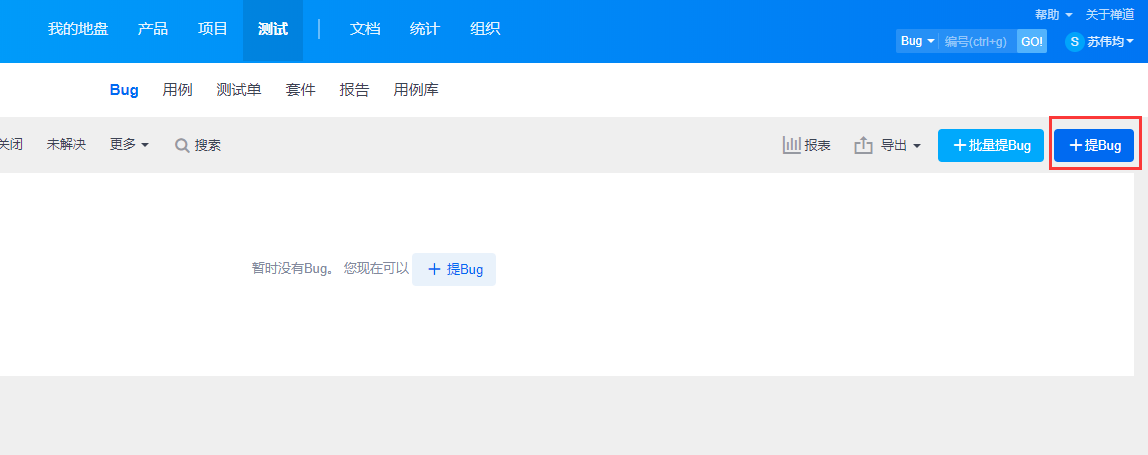 帮助 关于禅道
我的地盘 产品 项目 测试 文档 统计 组织
Bug 编号(ctrl+g) GO! S 苏伟均
Bug 用例 测试单 套件 报告 用例库
关闭 未解决 更多 搜索 报表 导出 +批量提Bug +提Bug
暂时没有Bug。 您现在可以 + 提Bug